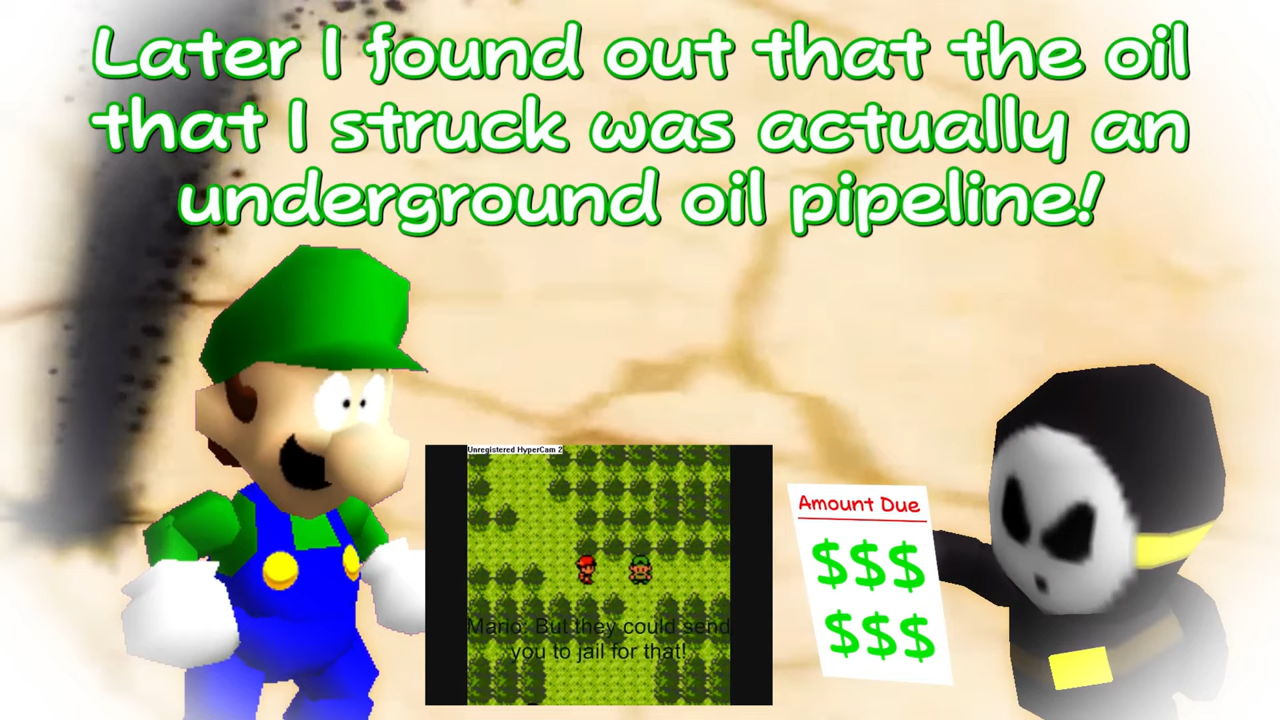 Later I found out that the oil
that I struck was actually an
underground oil pipeline!
Unregistered HyperCam 2
Mario: But they could send
you to jail for that!
Amount Due
$$$
$$$